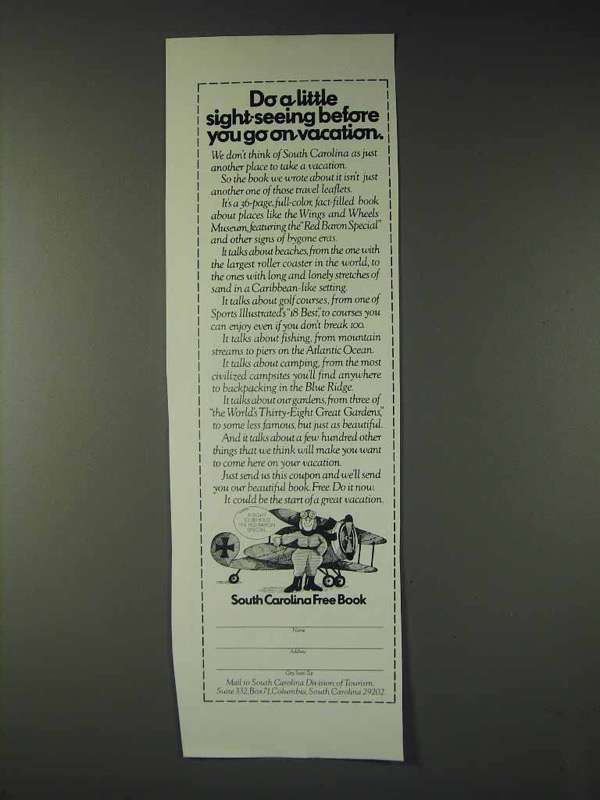 Do a little
sight-seeing before
you go on vacation.
We don't think of South Carolina as just
another place to take a vacation.
So the book we wrote about it isn't just
another one of those travel leaflets.
It's a 36-page, full-color, fact-filled book
about places like the Wings and Wheels
Museum, featuring the "Red Baron Special"
and other signs of bygone eras.
It talks about beaches, from the one with
the largest roller coaster in the world, to
the ones with long and lonely stretches of
sand in a Caribbean-like setting.
It talks about golf courses, from one of
Sports Illustrated's "18 Best," to courses you
can enjoy even if you don't break 100.
It talks about fishing, from mountain
streams to piers on the Atlantic Ocean.
It talks about camping, from the most
civilized campsites you'll find anywhere
to backpacking in the Blue Ridge.
It talks about our gardens, from three of
"the World's Thirty-Eight Great Gardens,"
to some less famous, but just as beautiful.
And it talks about a few hundred other
things that we think will make you want
to come here on your vacation.
Just send us this coupon and we'll send
you our beautiful book. Free. Do it now.
It could be the start of a great vacation.
South Carolina Free Book
Name
Address
City State Zip
Mail to South Carolina Division of Tourism,
Suite 332, Box 71, Columbia, South Carolina 29202